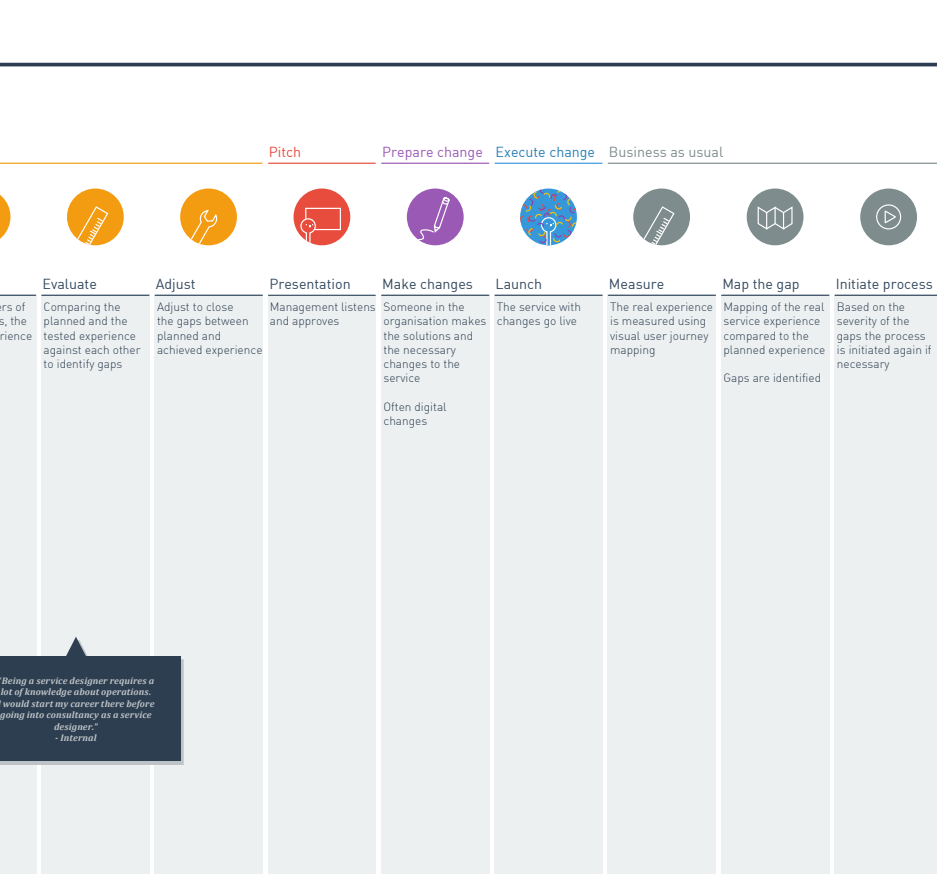 Pitch
Prepare change
Execute change
Business as usual
Evaluate
Adjust
Presentation
Make changes
Launch
Measure
Map the gap
Initiate process
ers of
s, the
rience
Comparing the
planned and the
tested experience
against each other
to identify gaps
Adjust to close
the gaps between
planned and
achieved experience
Management listens
and approves
Someone in the
organisation makes
the solutions and
the necessary
changes to the
service
Often digital
changes
The service with
changes go live
The real experience
is measured using
visual user journey
mapping
Mapping of the real
service experience
compared to the
planned experience
Gaps are identified
Based on the
severity of the
gaps the process
is initiated again if
necessary
"Being a service designer requires a
lot of knowledge about operations.
I would start my career there before
going into consultancy as a service
designer."
- Internal